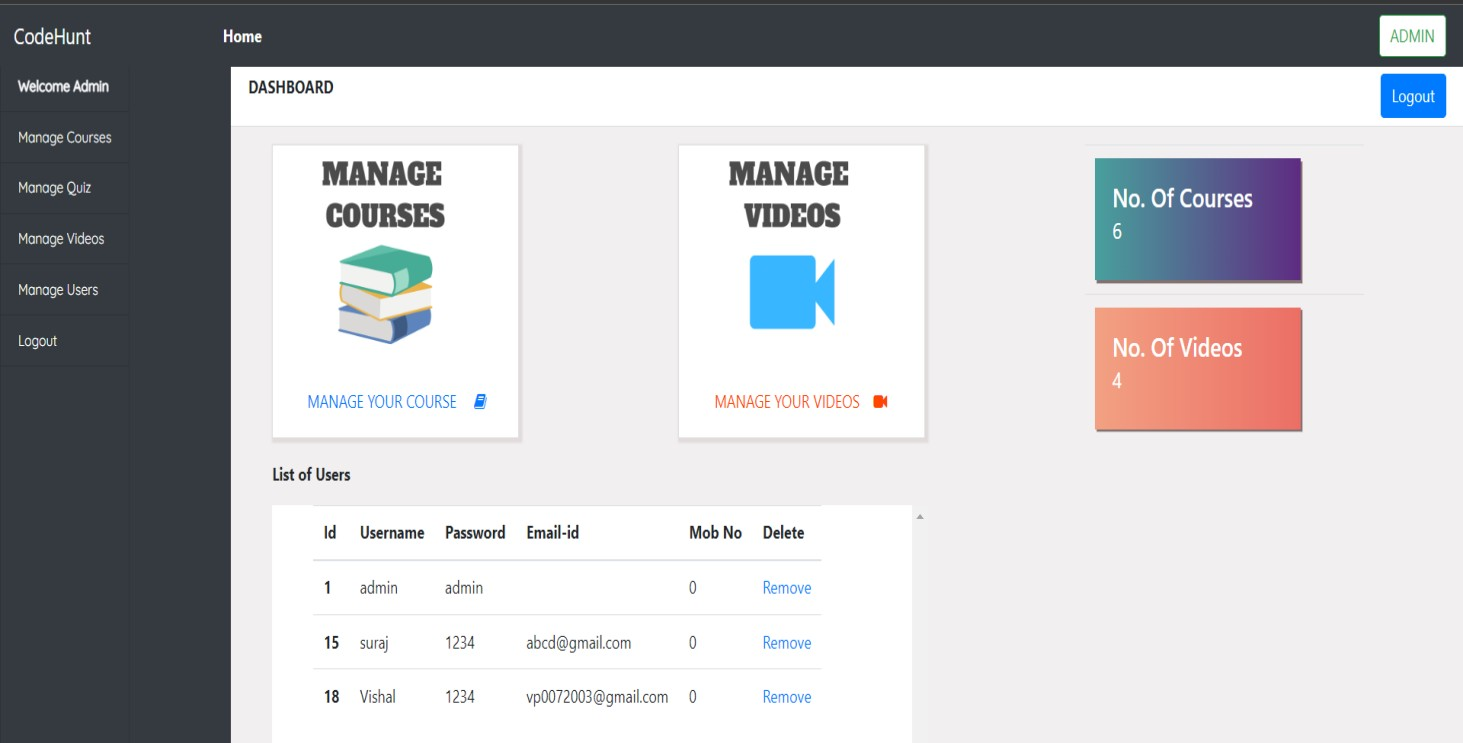 CodeHunt
Home
ADMIN
Welcome Admin
Manage Courses
Manage Quiz
Manage Videos
Manage Users
Logout
DASHBOARD
Logout
MANAGE
COURSES
MANAGE YOUR COURSE
MANAGE
VIDEOS
MANAGE YOUR VIDEOS
No. Of Courses
6
No. Of Videos
4
List of Users
Id Username Password Email-id Mob No Delete
1 admin admin 0 Remove
15 suraj 1234 abcd@gmail.com 0 Remove
18 Vishal 1234 vp0072003@gmail.com 0 Remove